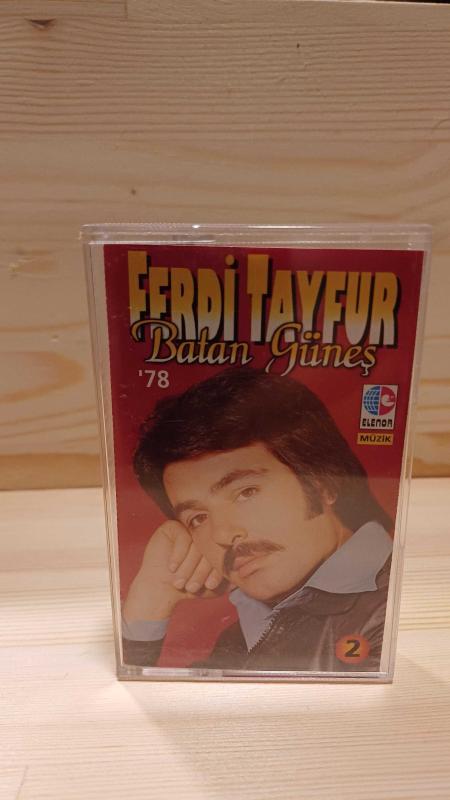 FERDİ TAYFUR
Batan Güneş
'78
ELENOR
MÜZİK
2